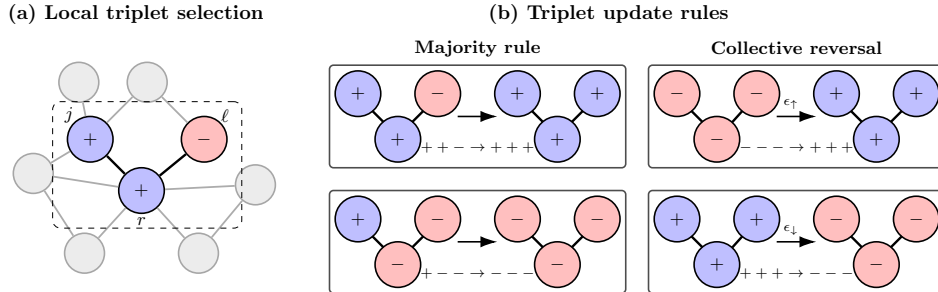 (a) Local triplet selection
(b) Triplet update rules
Majority rule
Collective reversal
j
ℓ
+
−
+
r
+
−
+
+
+
+
+ + − → + + +
−
−
−
ϵ↑
+
+
+
− − − → + + +
+
−
−
−
−
−
+ − − → − − −
+
+
+
ϵ↓
−
−
−
+ + + → − − −